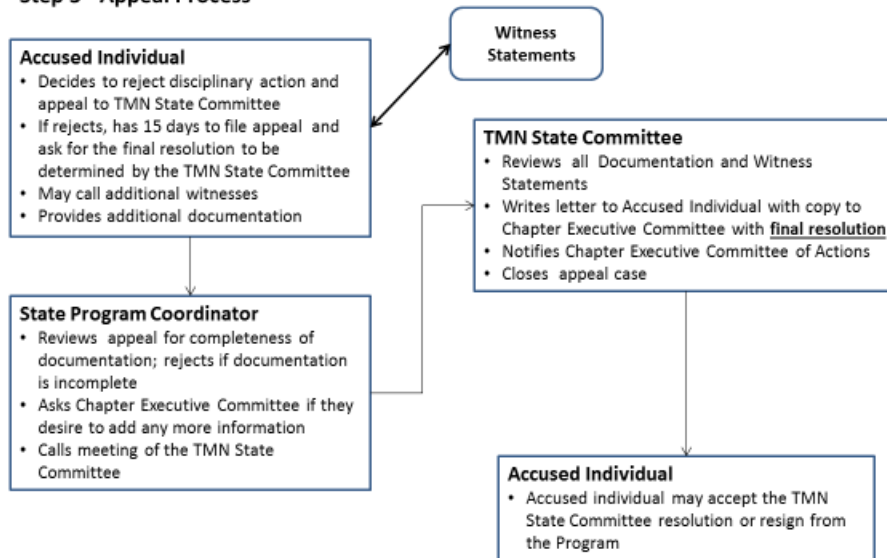 Step 3 - Appeal Process
Witness
Statements
Accused Individual
• Decides to reject disciplinary action and
appeal to TMN State Committee
• If rejects, has 15 days to file appeal and
ask for the final resolution to be
determined by the TMN State Committee
• May call additional witnesses
• Provides additional documentation
TMN State Committee
• Reviews all Documentation and Witness
Statements
• Writes letter to Accused Individual with copy to
Chapter Executive Committee with final resolution
• Notifies Chapter Executive Committee of Actions
• Closes appeal case
State Program Coordinator
• Reviews appeal for completeness of
documentation; rejects if documentation
is incomplete
• Asks Chapter Executive Committee if they
desire to add any more information
• Calls meeting of the TMN State
Committee
Accused Individual
• Accused individual may accept the TMN
State Committee resolution or resign from
the Program